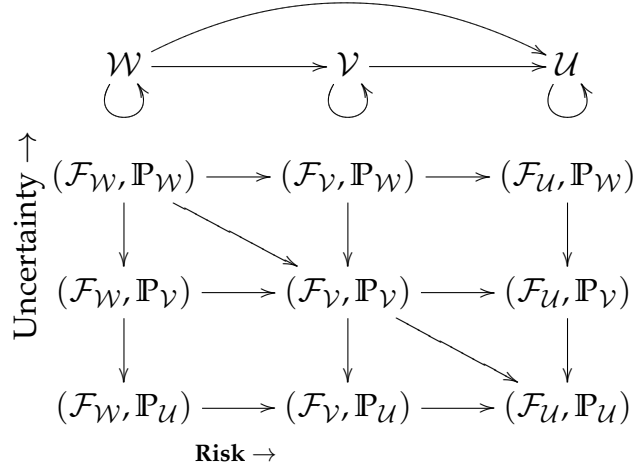 𝒲 𝒱 𝒰
(ℱ_𝒲, ℙ_𝒲) (ℱ_𝒱, ℙ_𝒲) (ℱ_𝒰, ℙ_𝒲)
Uncertainty →
(ℱ_𝒲, ℙ_𝒱) (ℱ_𝒱, ℙ_𝒱) (ℱ_𝒰, ℙ_𝒱)
(ℱ_𝒲, ℙ_𝒰) (ℱ_𝒱, ℙ_𝒰) (ℱ_𝒰, ℙ_𝒰)
Risk →